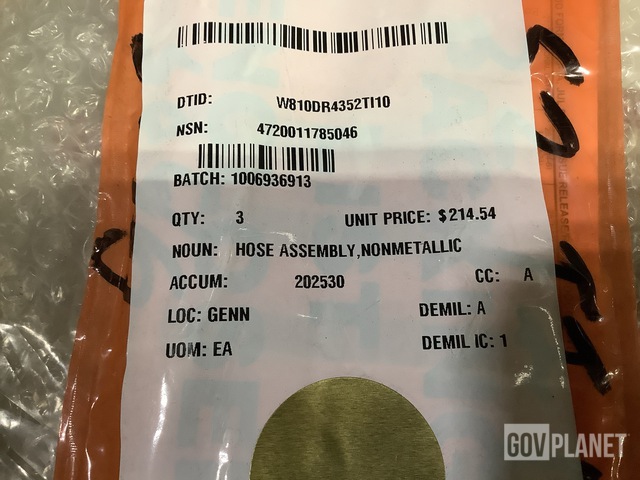 DTID: W810DR4352TI10
NSN: 4720011785046
BATCH: 1006936913
QTY: 3 UNIT PRICE: $214.54
NOUN: HOSE ASSEMBLY,NONMETALLIC
ACCUM: 202530 CC: A
LOC: GENN DEMIL: A
UOM: EA DEMIL IC: 1
GOVPLANET